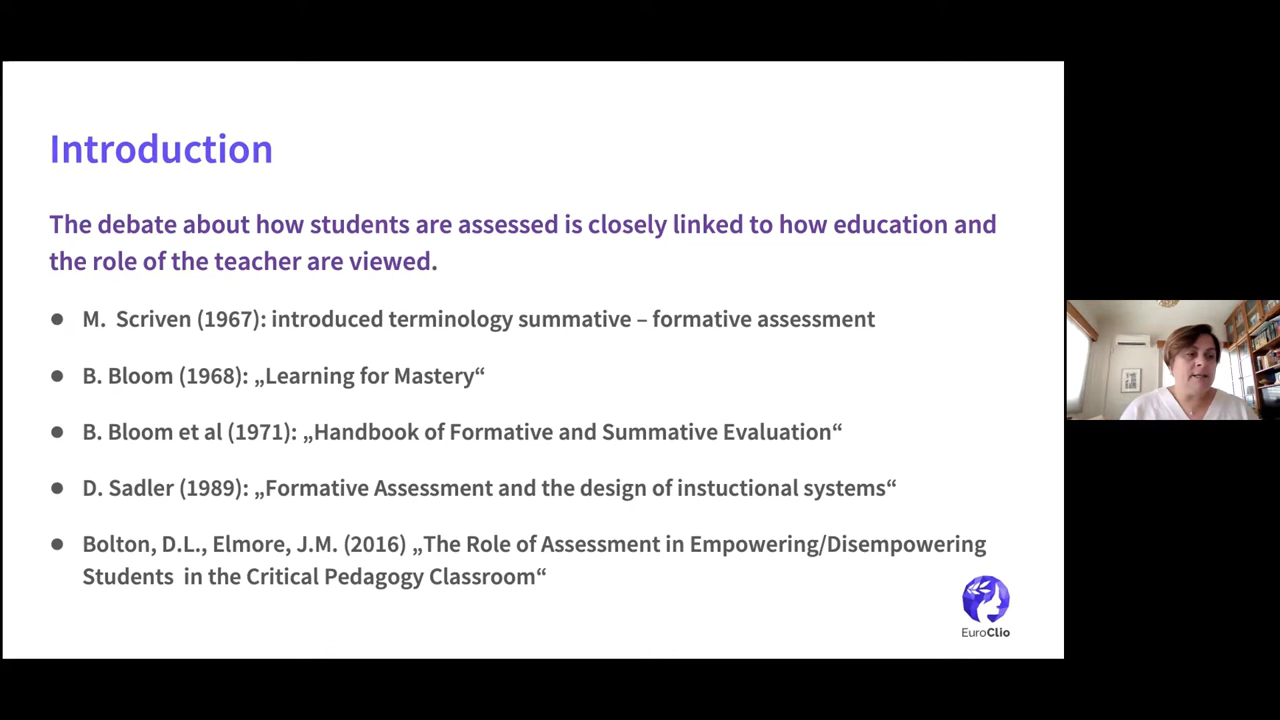 Introduction
The debate about how students are assessed is closely linked to how education and
the role of the teacher are viewed.
● M. Scriven (1967): introduced terminology summative – formative assessment
● B. Bloom (1968): „Learning for Mastery“
● B. Bloom et al (1971): „Handbook of Formative and Summative Evaluation“
● D. Sadler (1989): „Formative Assessment and the design of instuctional systems“
● Bolton, D.L., Elmore, J.M. (2016) „The Role of Assessment in Empowering/Disempowering
Students in the Critical Pedagogy Classroom“
EuroClio